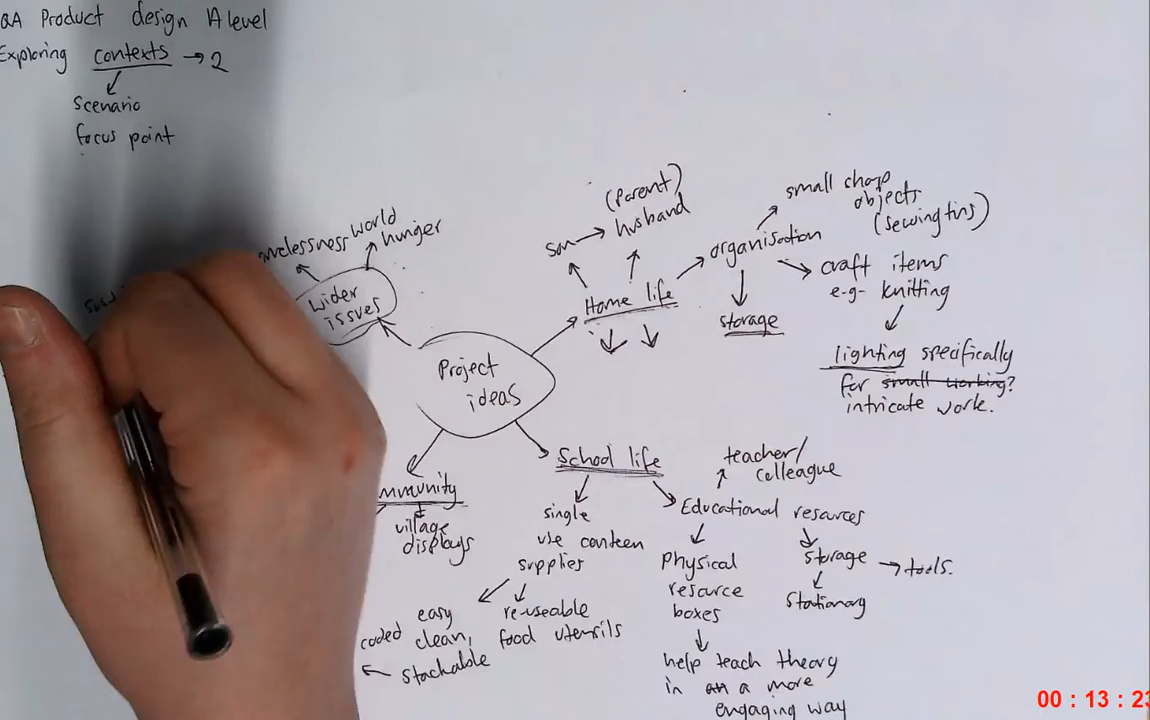 QA Product design A level
Exploring contexts → 2
Scenario
focus point
world
hunger
wider
issues
Project
ideas
(parent)
son → husband
Home life
organisation
small cheap
objects
(sewing tins)
craft items
e-g- knitting
storage
lighting specifically
for small working?
intricate work.
mmunity
village
displays
School life
single
use canteen
supplies
easy
coded clean,
stackable
re-useable
food utensils
teacher/
colleague
Educational resources
Physical
resource
boxes
help teach theory
in an a more
engaging way
storage → tools.
Stationary
00 : 13 : 23